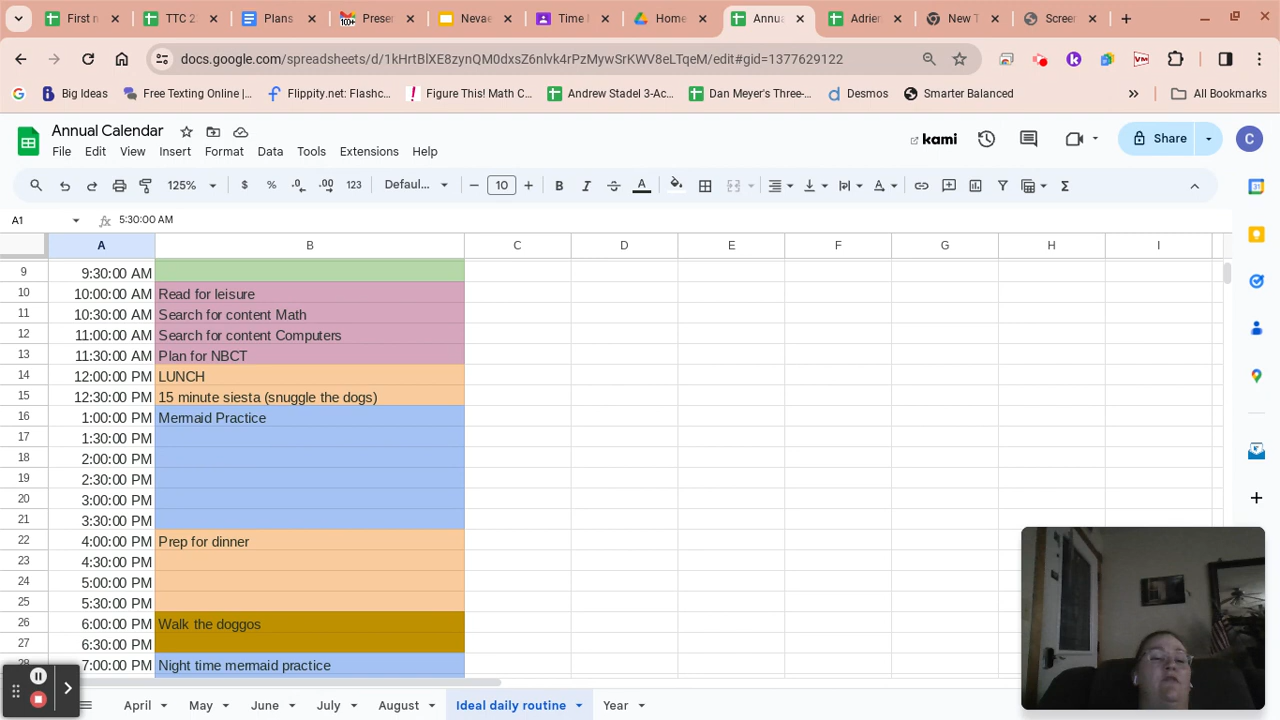 First n
TTC 2
Plans
10+ Presen
Nevae
Time M
Home
Annua
Adrien
New T
Screen
docs.google.com/spreadsheets/d/1kHrtBlXE8zynQM0dxsZ6nlvk4rPzMywSrKWV8eLTqeM/edit#gid=1377629122
Big Ideas
Free Texting Online |...
Flippity.net: Flashc...
Figure This! Math C...
Andrew Stadel 3-Ac...
Dan Meyer's Three-...
Desmos
Smarter Balanced
All Bookmarks
Annual Calendar
File Edit View Insert Format Data Tools Extensions Help
kami
Share
C
125% $ % .0 .00 123 Defaul... 10 B I S A
A1 fx 5:30:00 AM
A B C D E F G H I
9 9:30:00 AM
10 10:00:00 AM Read for leisure
11 10:30:00 AM Search for content Math
12 11:00:00 AM Search for content Computers
13 11:30:00 AM Plan for NBCT
14 12:00:00 PM LUNCH
15 12:30:00 PM 15 minute siesta (snuggle the dogs)
16 1:00:00 PM Mermaid Practice
17 1:30:00 PM
18 2:00:00 PM
19 2:30:00 PM
20 3:00:00 PM
21 3:30:00 PM
22 4:00:00 PM Prep for dinner
23 4:30:00 PM
24 5:00:00 PM
25 5:30:00 PM
26 6:00:00 PM Walk the doggos
27 6:30:00 PM
28 7:00:00 PM Night time mermaid practice
April May June July August Ideal daily routine Year